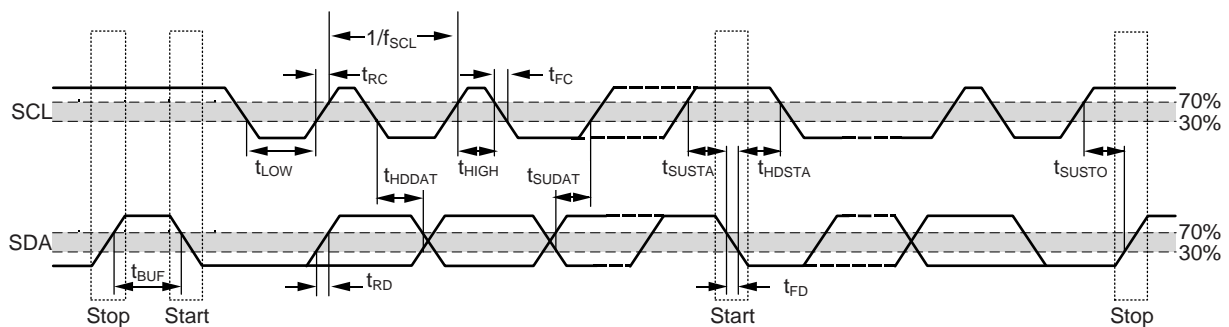 1/fSCL
tRC
tFC
SCL
70%
30%
tLOW
tHDDAT
tHIGH
tSUDAT
tSUSTA
tHDSTA
tSUSTO
SDA
70%
30%
tBUF
tRD
tFD
Stop
Start
Start
Stop